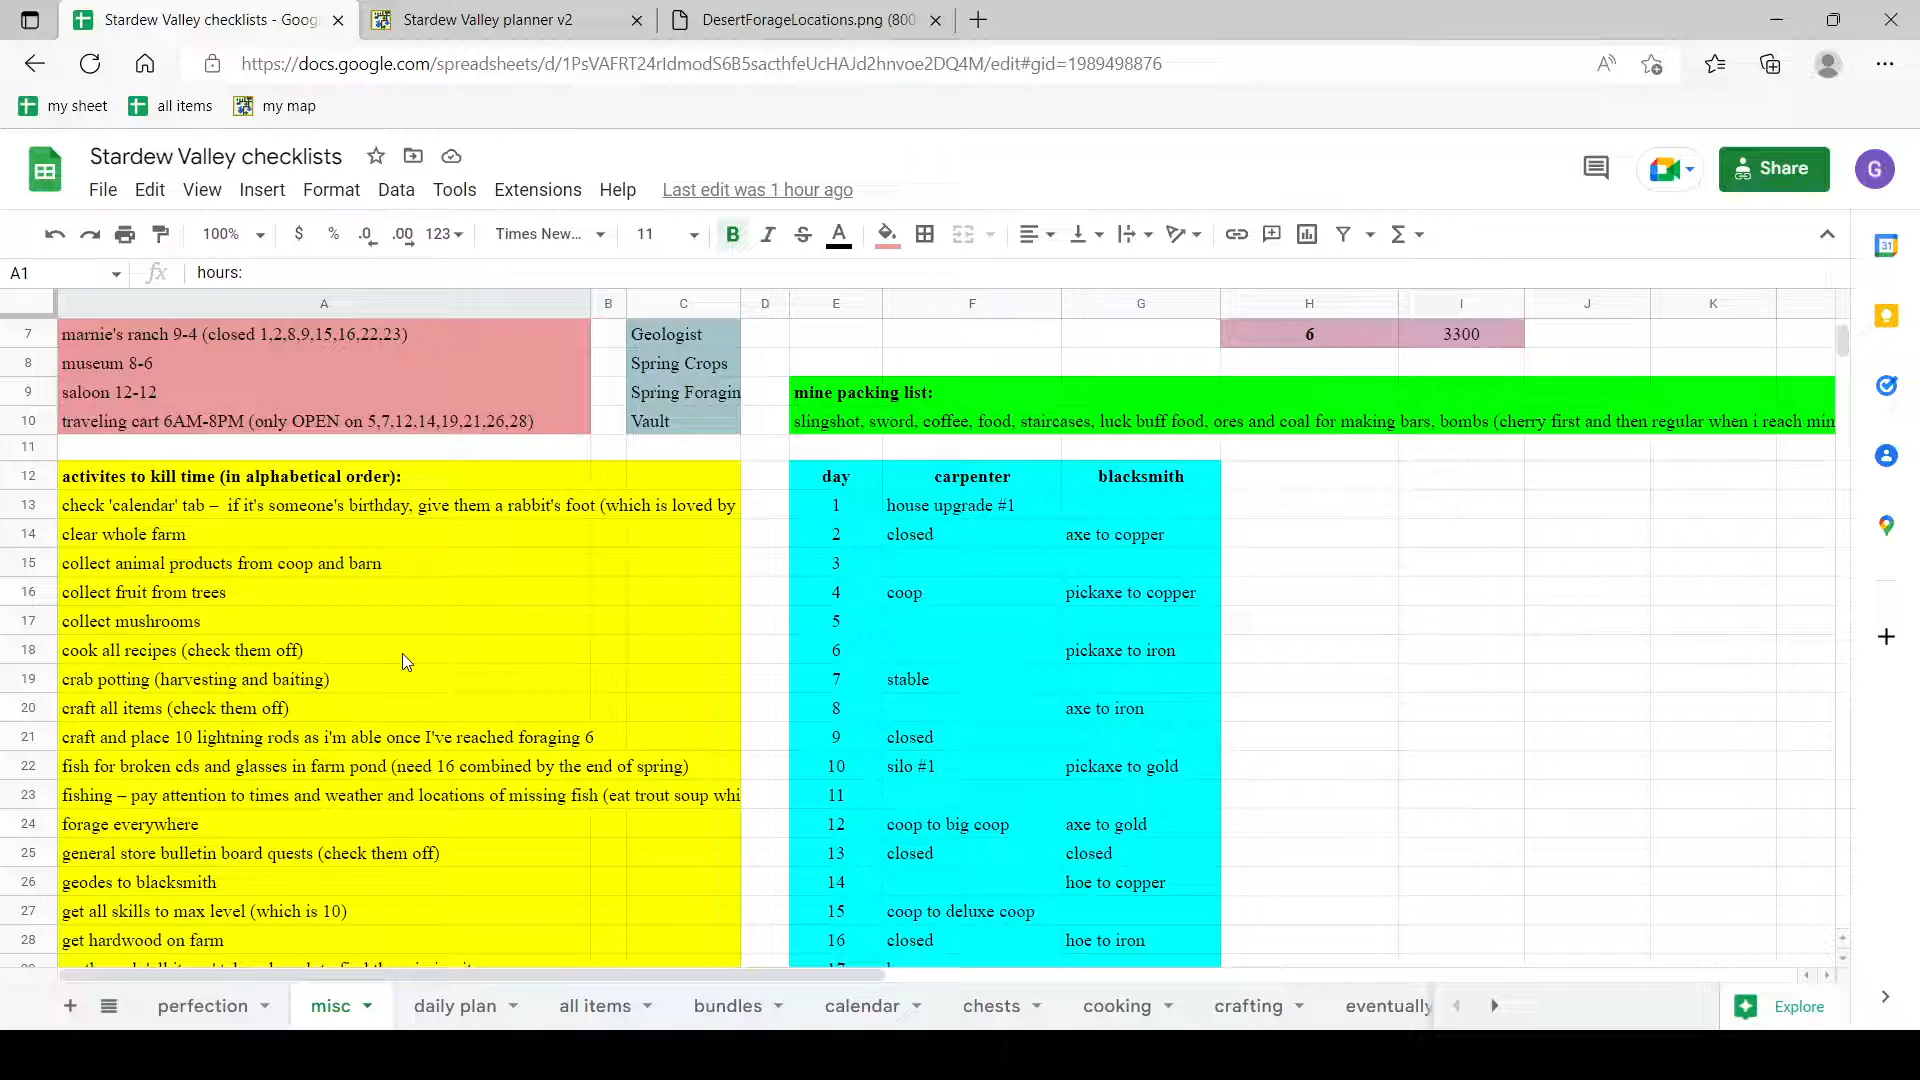 Stardew Valley checklists - Goog
Stardew Valley planner v2
DesertForageLocations.png (800
https://docs.google.com/spreadsheets/d/1PsVAFRT24rIdmodS6B5sacthfeUcHAJd2hnvoe2DQ4M/edit#gid=1989498876
my sheet
all items
my map
Stardew Valley checklists
Share
G
File Edit View Insert Format Data Tools Extensions Help Last edit was 1 hour ago
100% $ % .0 .00 123 Times New... 11 B I S A
A1 fx hours:
A B C D E F G H I J K
7 marnie's ranch 9-4 (closed 1,2,8,9,15,16,22,23) Geologist 6 3300
8 museum 8-6 Spring Crops
9 saloon 12-12 Spring Foragin mine packing list:
10 traveling cart 6AM-8PM (only OPEN on 5,7,12,14,19,21,26,28) Vault slingshot, sword, coffee, food, staircases, luck buff food, ores and coal for making bars, bombs (cherry first and then regular when i reach min
11
12 activites to kill time (in alphabetical order): day carpenter blacksmith
13 check 'calendar' tab – if it's someone's birthday, give them a rabbit's foot (which is loved by 1 house upgrade #1
14 clear whole farm 2 closed axe to copper
15 collect animal products from coop and barn 3
16 collect fruit from trees 4 coop pickaxe to copper
17 collect mushrooms 5
18 cook all recipes (check them off) 6 pickaxe to iron
19 crab potting (harvesting and baiting) 7 stable
20 craft all items (check them off) 8 axe to iron
21 craft and place 10 lightning rods as i'm able once I've reached foraging 6 9 closed
22 fish for broken cds and glasses in farm pond (need 16 combined by the end of spring) 10 silo #1 pickaxe to gold
23 fishing – pay attention to times and weather and locations of missing fish (eat trout soup whi 11
24 forage everywhere 12 coop to big coop axe to gold
25 general store bulletin board quests (check them off) 13 closed closed
26 geodes to blacksmith 14 hoe to copper
27 get all skills to max level (which is 10) 15 coop to deluxe coop
28 get hardwood on farm 16 closed hoe to iron
perfection misc daily plan all items bundles calendar chests cooking crafting eventually
Explore